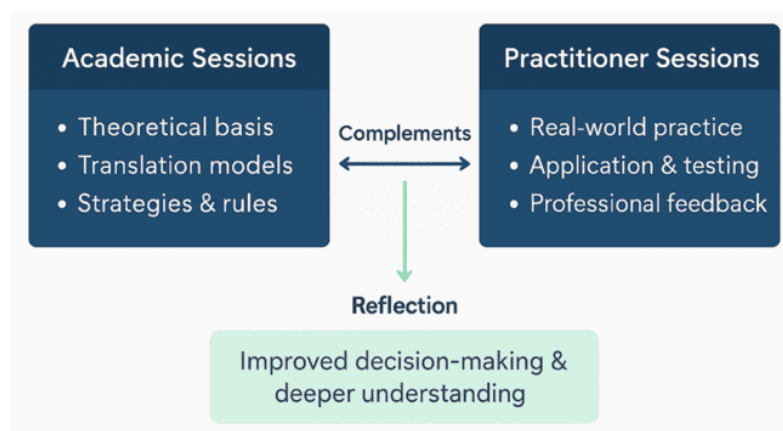 Academic Sessions
• Theoretical basis
• Translation models
• Strategies & rules
Complements
Practitioner Sessions
• Real-world practice
• Application & testing
• Professional feedback
Reflection
Improved decision-making &
deeper understanding